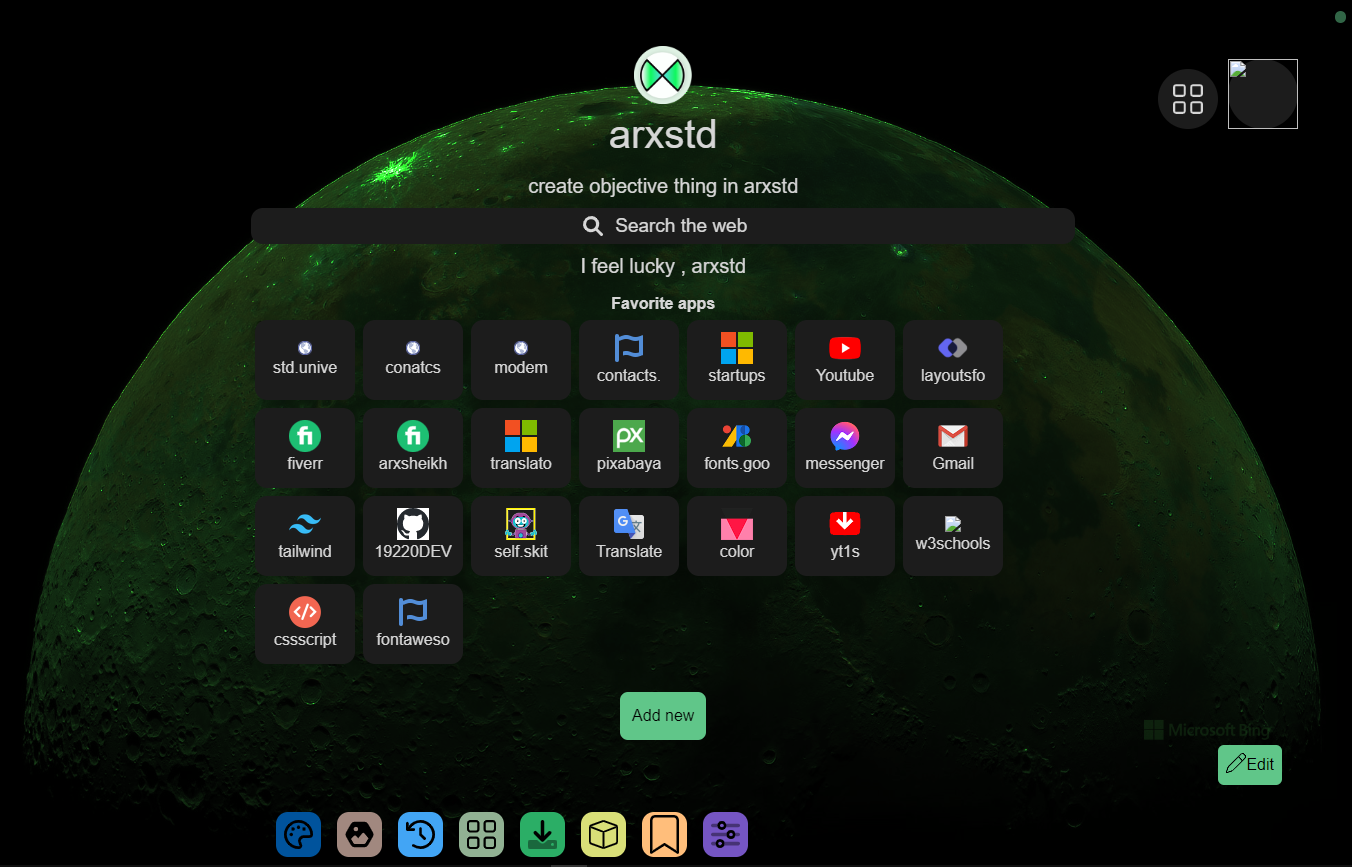 arxstd
create objective thing in arxstd
Search the web
I feel lucky , arxstd
Favorite apps
std.unive
conatcs
modem
contacts.
startups
Youtube
layoutsfo
fiverr
arxsheikh
translato
pixabaya
fonts.goo
messenger
Gmail
tailwind
19220DEV
self.skit
Translate
color
yt1s
w3schools
cssscript
fontaweso
Add new
Microsoft Bing
Edit